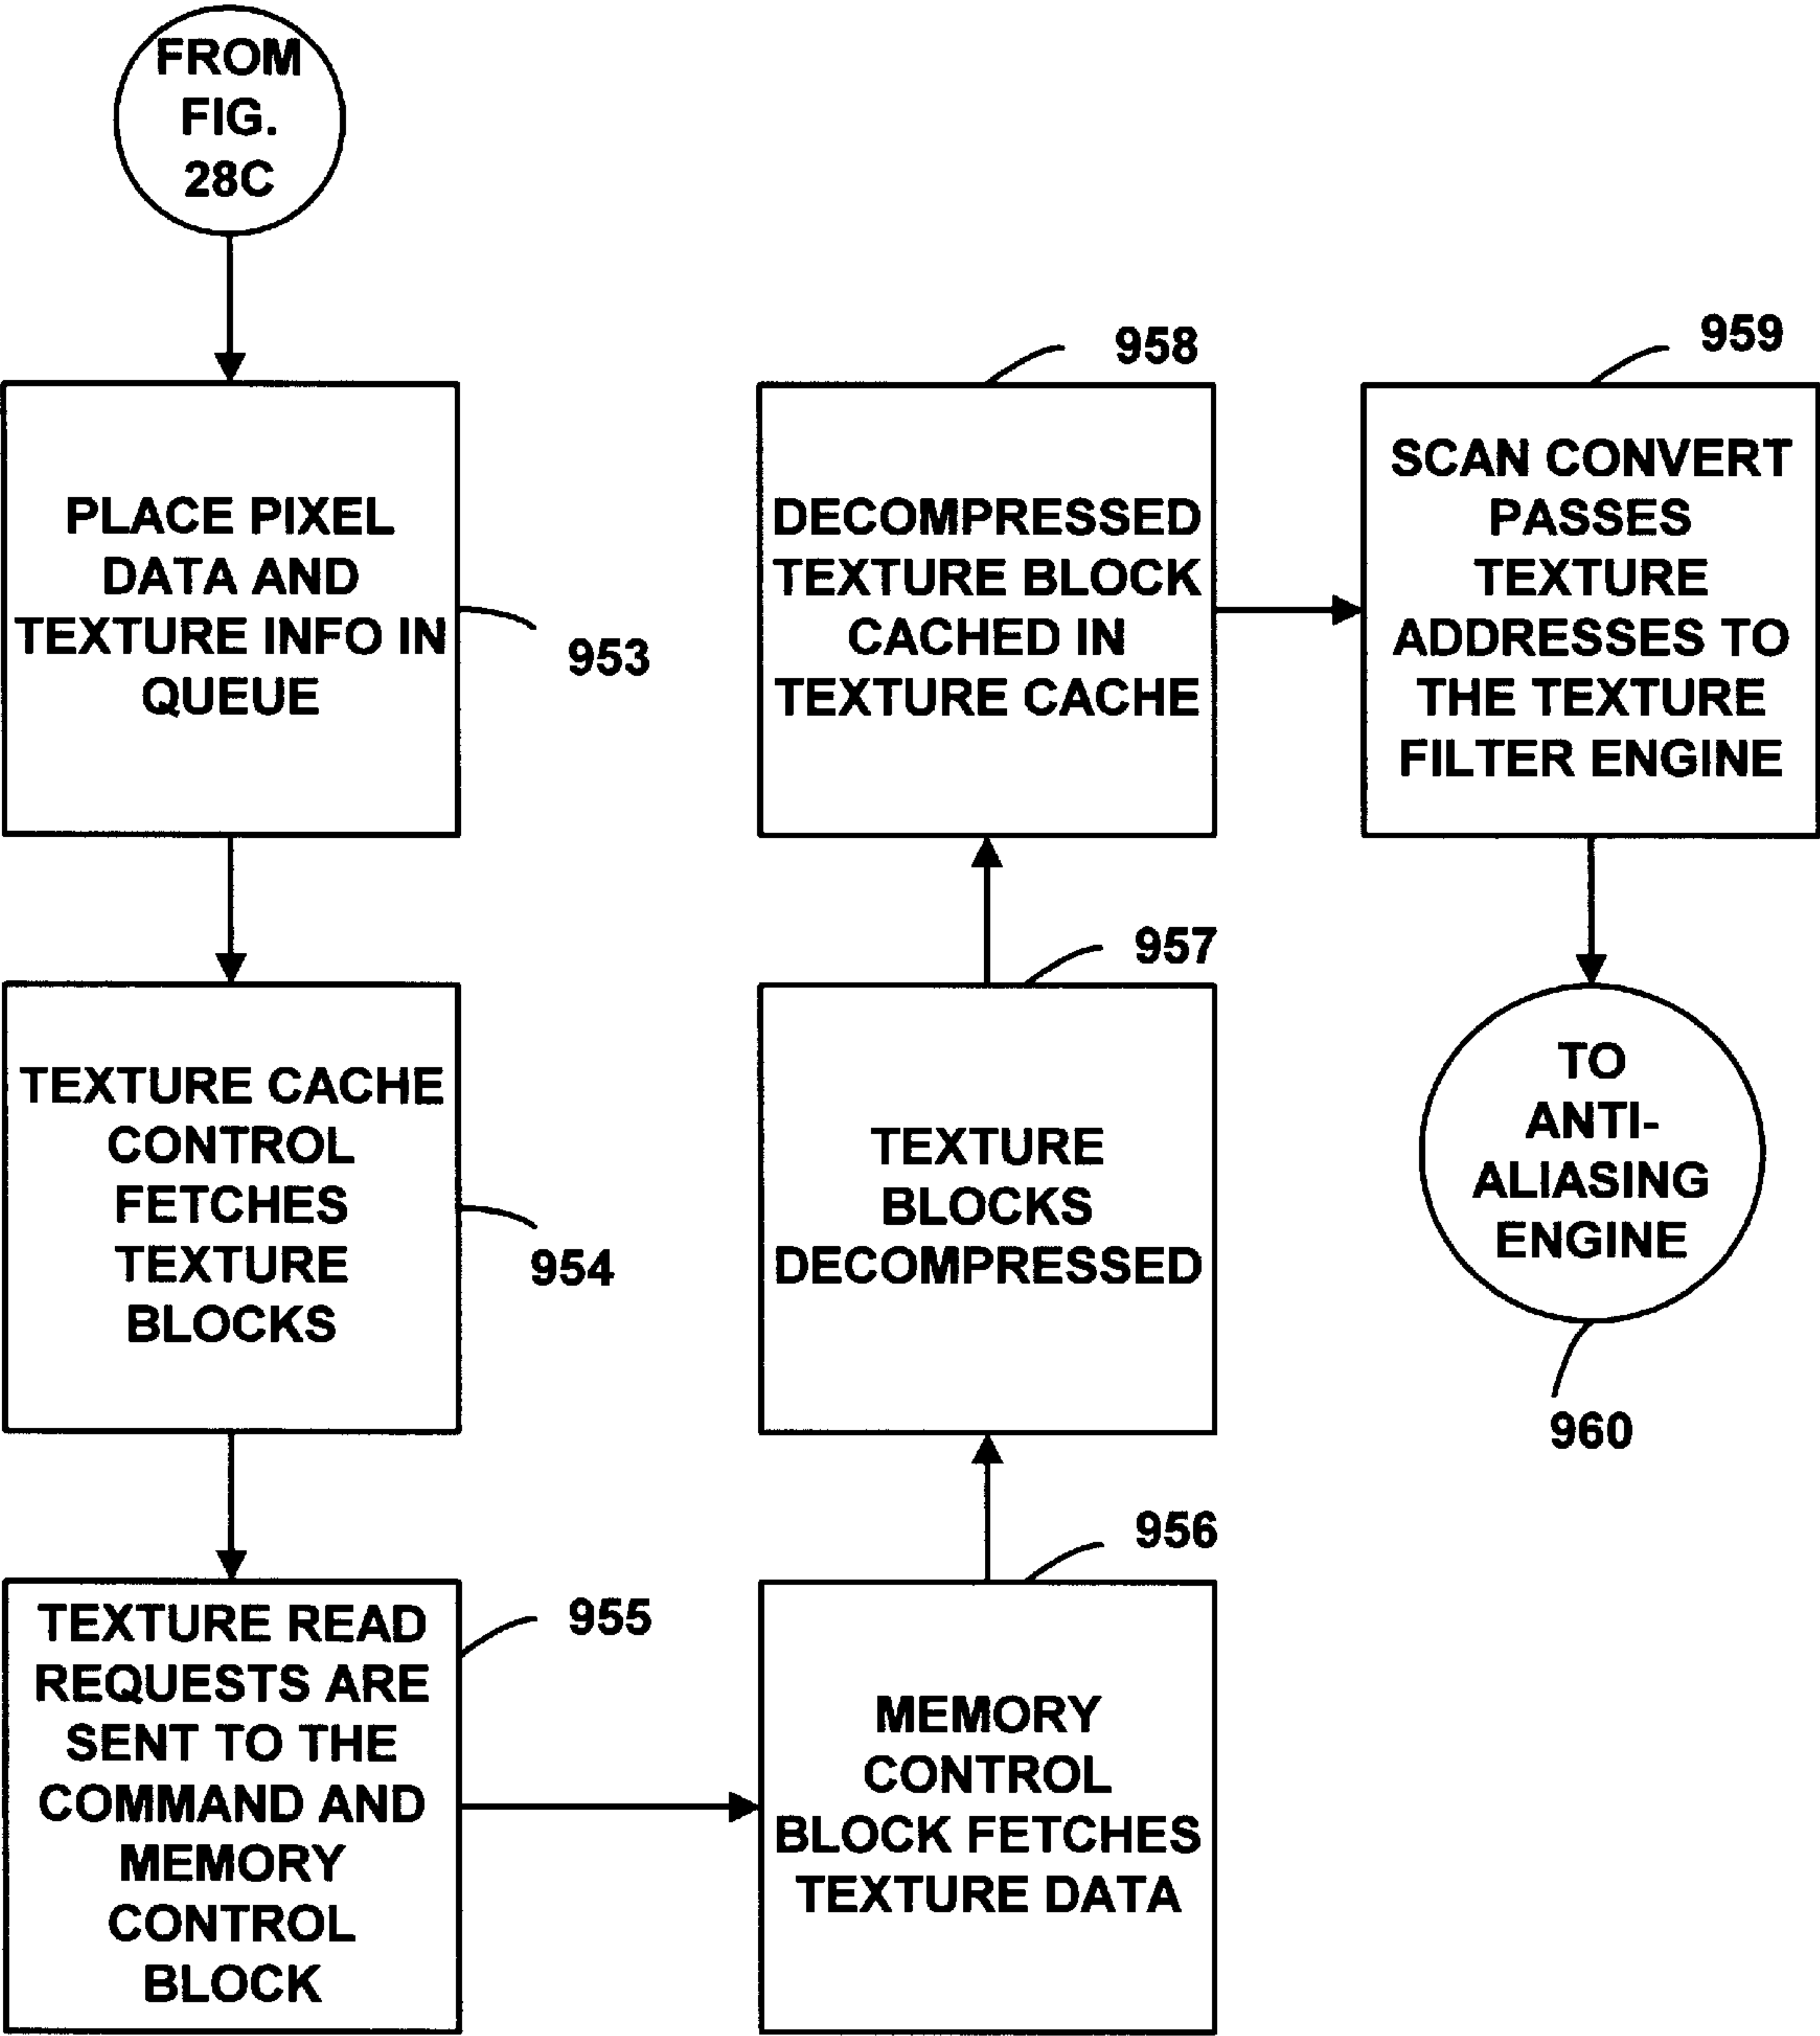 FROM
FIG.
28C
PLACE PIXEL
DATA AND
TEXTURE INFO IN
QUEUE
953
TEXTURE CACHE
CONTROL
FETCHES
TEXTURE
BLOCKS
954
TEXTURE READ
REQUESTS ARE
SENT TO THE
COMMAND AND
MEMORY
CONTROL
BLOCK
955
MEMORY
CONTROL
BLOCK FETCHES
TEXTURE DATA
956
TEXTURE
BLOCKS
DECOMPRESSED
957
DECOMPRESSED
TEXTURE BLOCK
CACHED IN
TEXTURE CACHE
958
SCAN CONVERT
PASSES
TEXTURE
ADDRESSES TO
THE TEXTURE
FILTER ENGINE
959
TO
ANTI-
ALIASING
ENGINE
960